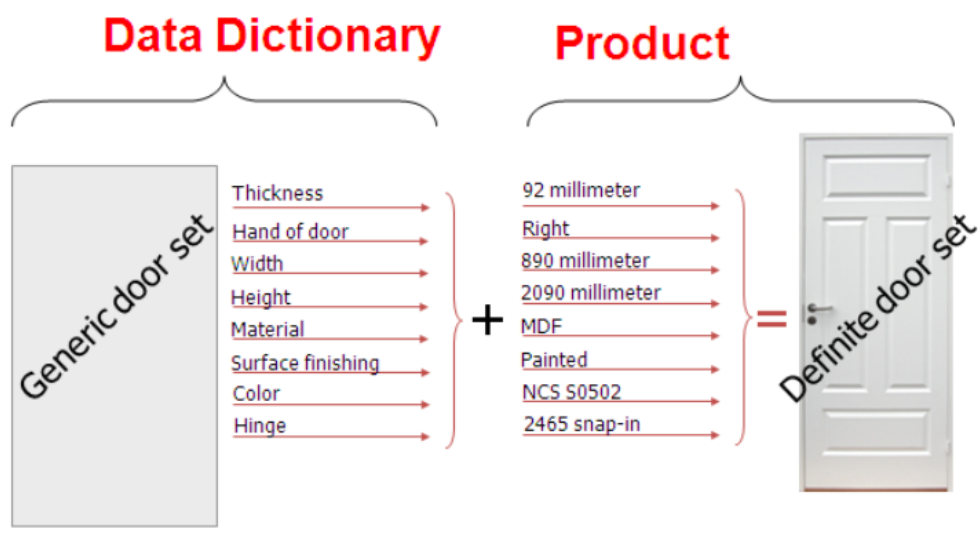 Data Dictionary
Product
Generic door set
Thickness
Hand of door
Width
Height
Material
Surface finishing
Color
Hinge
+
92 millimeter
Right
890 millimeter
2090 millimeter
MDF
Painted
NCS S0502
2465 snap-in
=
Definite door set